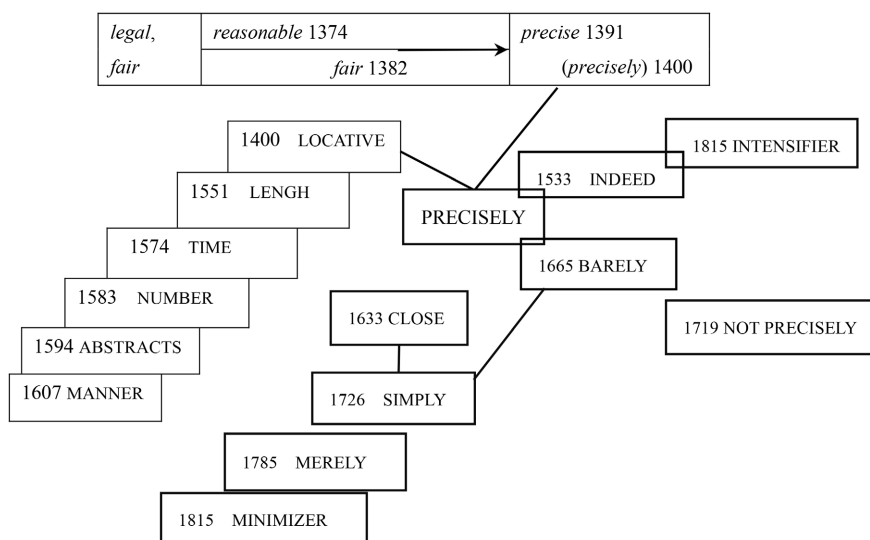 legal, reasonable 1374 precise 1391
fair fair 1382 (precisely) 1400
1400 LOCATIVE
1815 INTENSIFIER
1551 LENGH
1533 INDEED
PRECISELY
1574 TIME
1665 BARELY
1583 NUMBER
1633 CLOSE
1719 NOT PRECISELY
1594 ABSTRACTS
1607 MANNER
1726 SIMPLY
1785 MERELY
1815 MINIMIZER